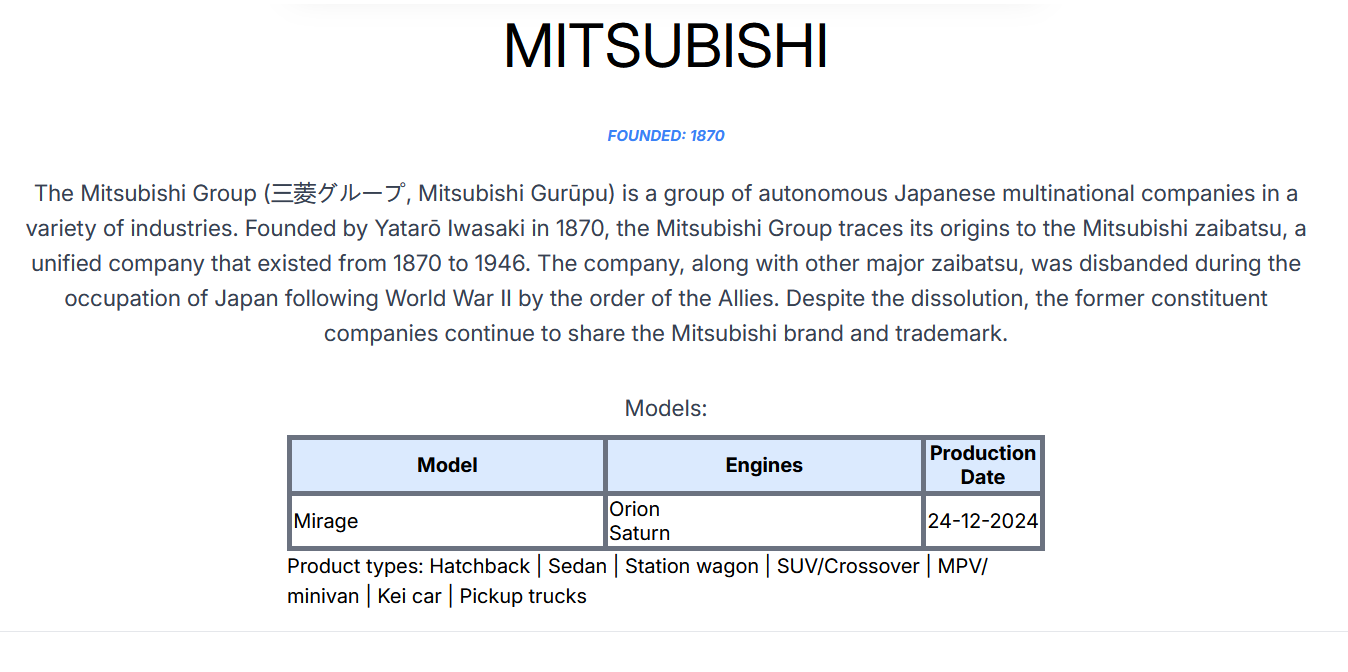 MITSUBISHI
FOUNDED: 1870
The Mitsubishi Group (三菱グループ, Mitsubishi Gurūpu) is a group of autonomous Japanese multinational companies in a
variety of industries. Founded by Yatarō Iwasaki in 1870, the Mitsubishi Group traces its origins to the Mitsubishi zaibatsu, a
unified company that existed from 1870 to 1946. The company, along with other major zaibatsu, was disbanded during the
occupation of Japan following World War II by the order of the Allies. Despite the dissolution, the former constituent
companies continue to share the Mitsubishi brand and trademark.
Models:
Model Engines Production
Date
Mirage Orion
Saturn 24-12-2024
Product types: Hatchback | Sedan | Station wagon | SUV/Crossover | MPV/
minivan | Kei car | Pickup trucks